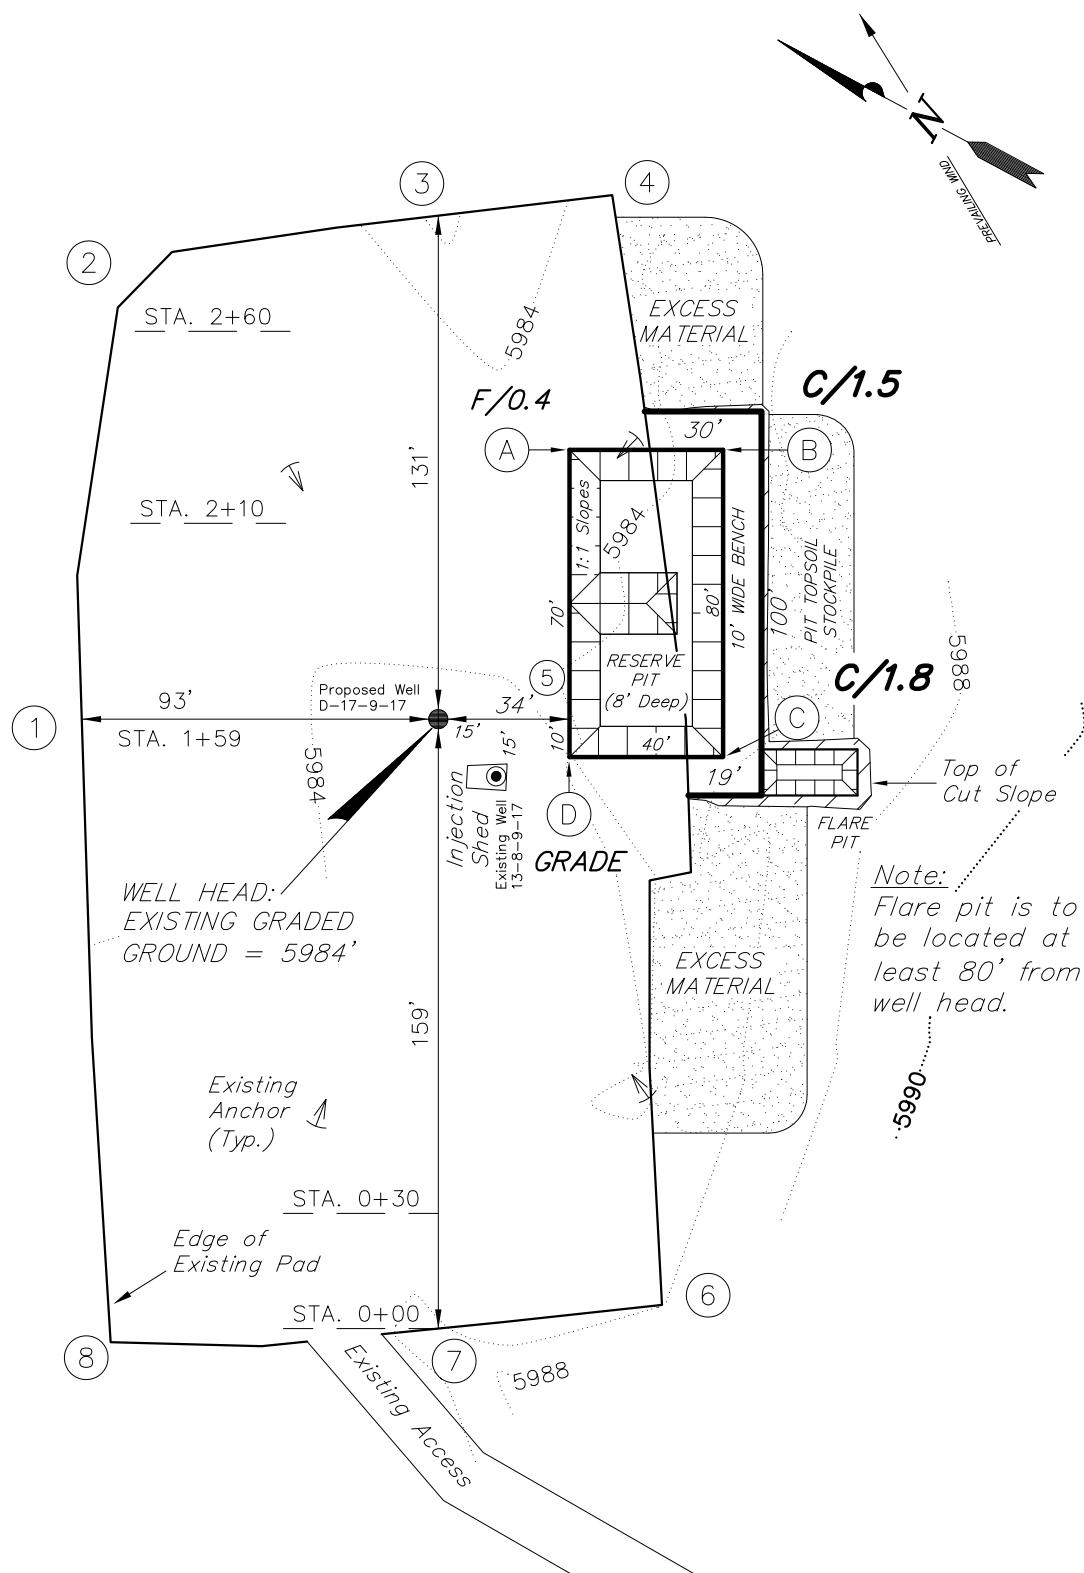 N
PREVAILING WIND
3
4
2
STA. 2+60
5984
EXCESS
MATERIAL
C/1.5
F/0.4
30'
A
B
131'
STA. 2+10
1:1 Slopes
5984
10' WIDE BENCH
100'
PIT TOPSOIL
STOCKPILE
70'
80'
5988
RESERVE
PIT
(8' Deep)
5
C/1.8
Proposed Well
D-17-9-17
93'
34'
1
STA. 1+59
15'
15'
10'
40'
C
5984
19'
Top of
Cut Slope
Injection
Shed
Existing Well
13-8-9-17
D
GRADE
FLARE
PIT
WELL HEAD:
EXISTING GRADED
GROUND = 5984'
Note:
Flare pit is to
be located at
least 80' from
well head.
EXCESS
MATERIAL
159'
Existing
Anchor
(Typ.)
5990
STA. 0+30
Edge of
Existing Pad
6
STA. 0+00
8
7
Existing Access
5988